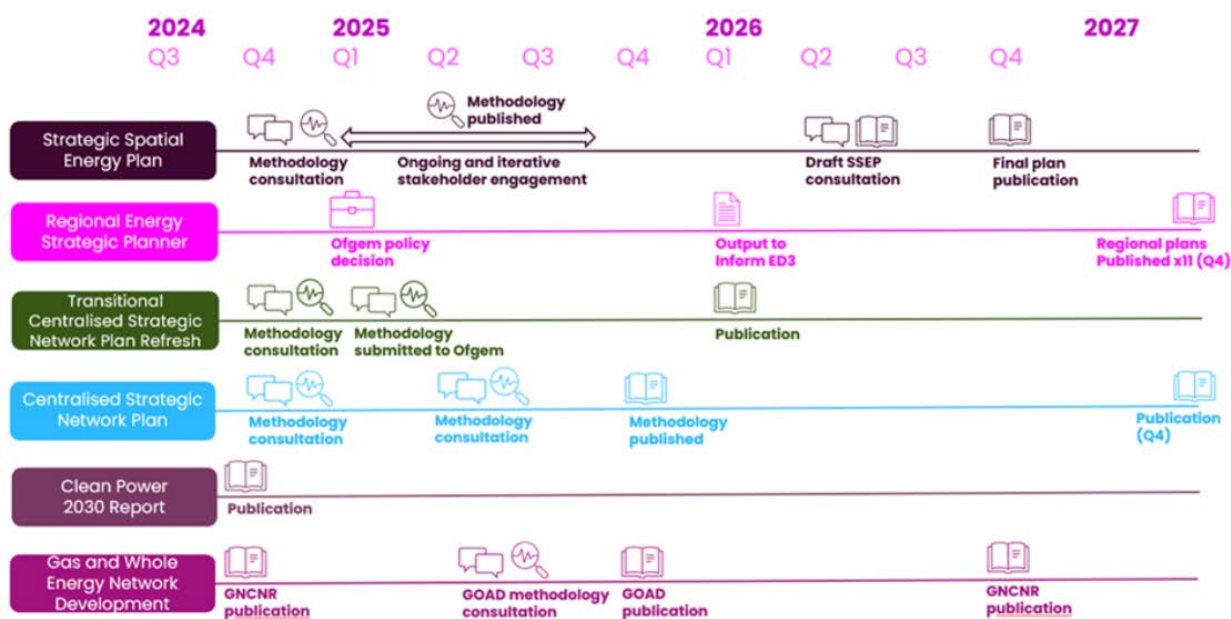 2024 2025 2026 2027
Q3 Q4 Q1 Q2 Q3 Q4 Q1 Q2 Q3 Q4
Strategic Spatial
Energy Plan
Methodology
published
Methodology
consultation
Ongoing and iterative
stakeholder engagement
Draft SSEP
consultation
Final plan
publication
Regional Energy
Strategic Planner
Ofgem policy
decision
Output to
Inform ED3
Regional plans
Published x11 (Q4)
Transitional
Centralised Strategic
Network Plan Refresh
Methodology
consultation
Methodology
submitted to Ofgem
Publication
Centralised Strategic
Network Plan
Methodology
consultation
Methodology
consultation
Methodology
published
Publication
(Q4)
Clean Power
2030 Report
Publication
Gas and Whole
Energy Network
Development
GNCNR
publication
GOAD methodology
consultation
GOAD
publication
GNCNR
publication